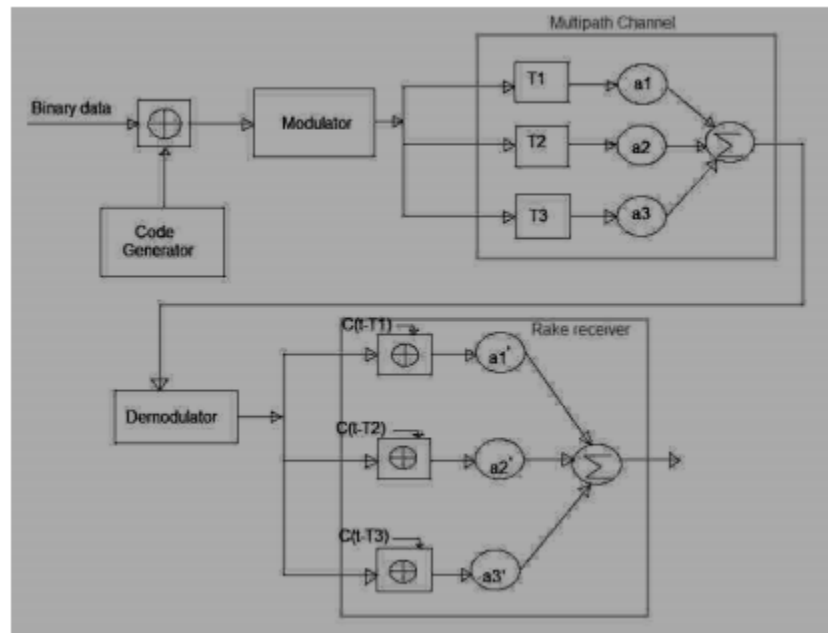 Multipath Channel
Binary data
Modulator
T1
a1
T2
a2
T3
a3
Σ
Code
Generator
Rake receiver
C(t-T1)
a1'
Demodulator
C(t-T2)
a2'
Σ
C(t-T3)
a3'